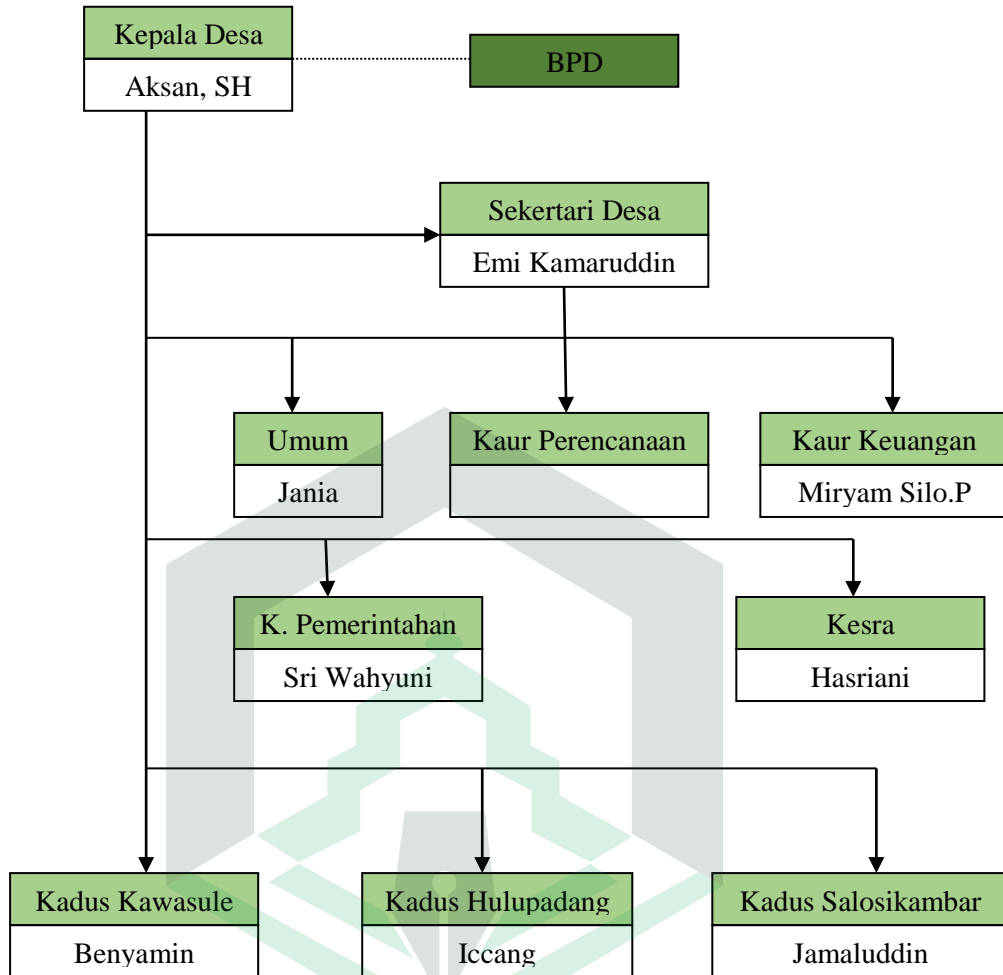 Kepala Desa
Aksan, SH
BPD
Sekertari Desa
Emi Kamaruddin
Umum
Jania
Kaur Perencanaan
Kaur Keuangan
Miryam Silo.P
K. Pemerintahan
Sri Wahyuni
Kesra
Hasriani
Kadus Kawasule
Benyamin
Kadus Hulupadang
Iccang
Kadus Salosikambar
Jamaluddin